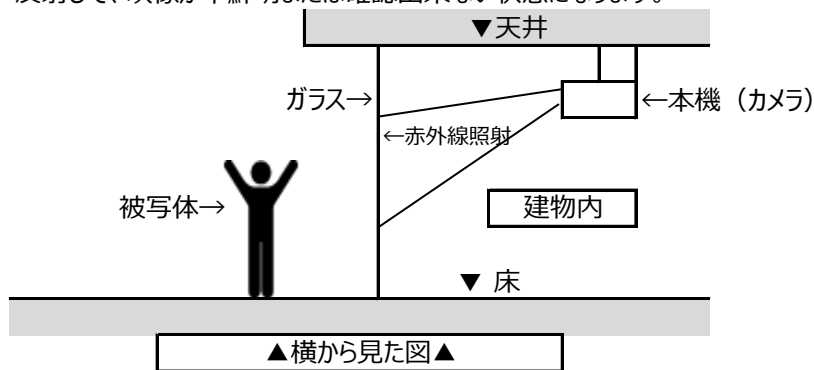 ▼天井
ガラス→
←本機（カメラ）
←赤外線照射
被写体→
建物内
▼ 床
▲横から見た図▲